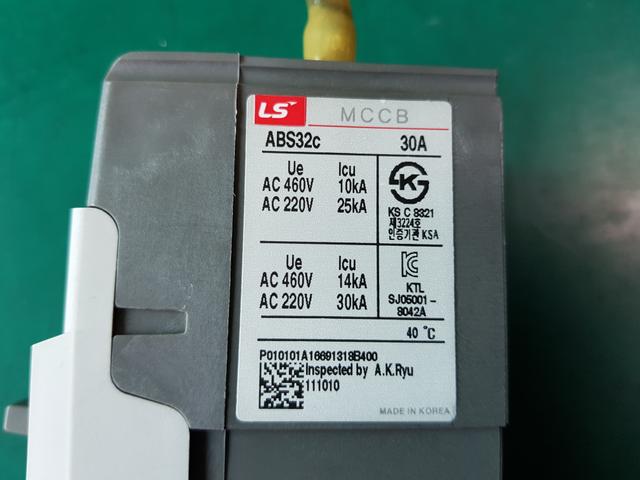 LS
MCCB
ABS32c 30A
Ue Icu
AC 460V 10kA
AC 220V 25kA
KS C 8321
제3224호
인증기관 KSA
Ue Icu
AC 460V 14kA
AC 220V 30kA
KTL
SJ05001-
8042A
40 °C
P010101A16691318B400
Inspected by A.K.Ryu
111010
MADE IN KOREA